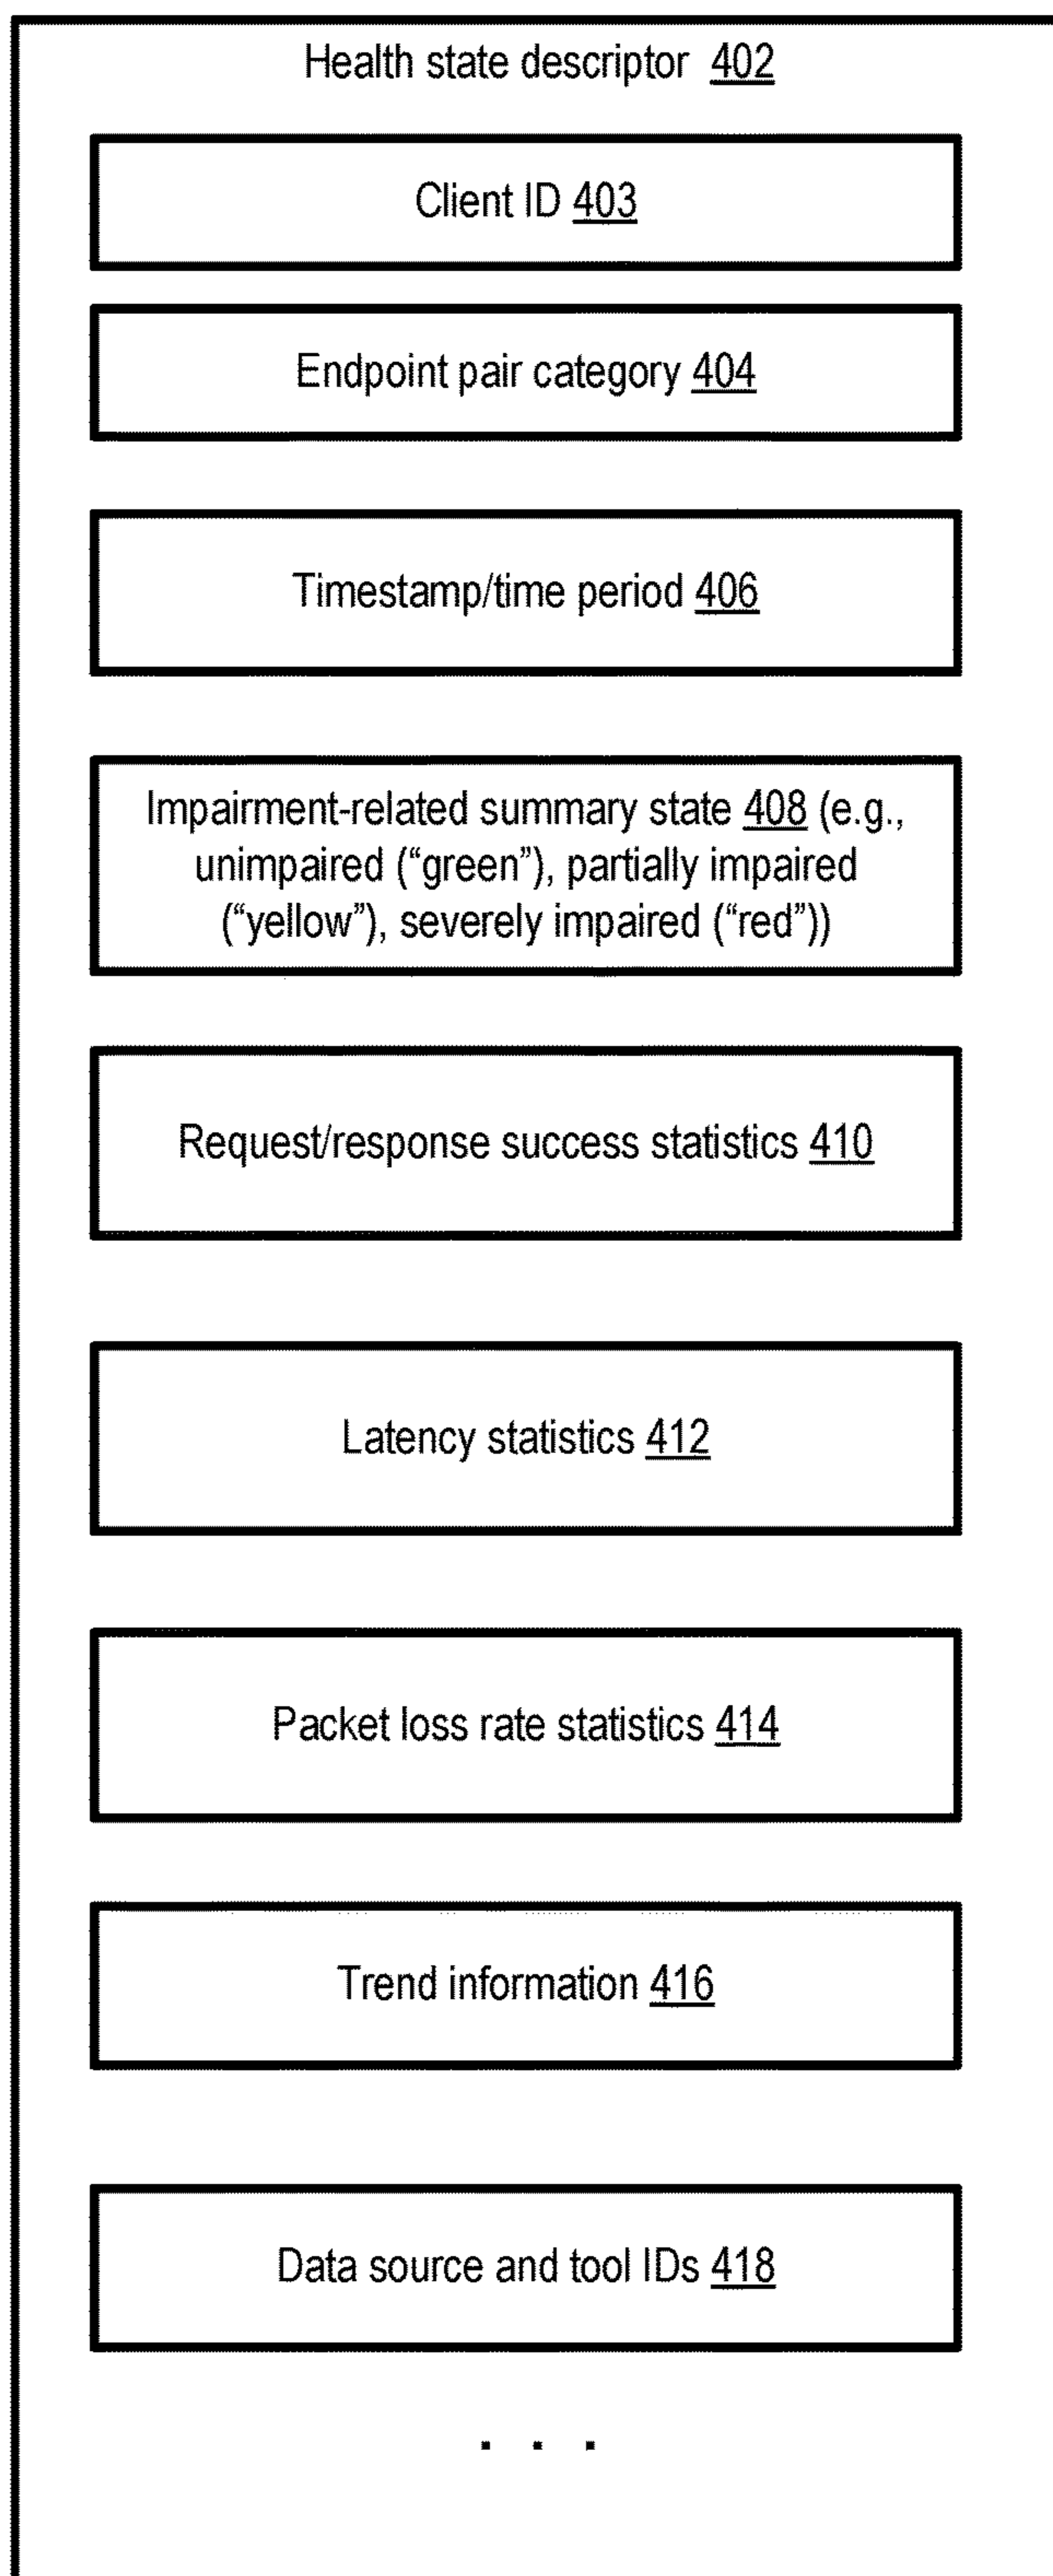 Health state descriptor 402
Client ID 403
Endpoint pair category 404
Timestamp/time period 406
Impairment-related summary state 408 (e.g.,
unimpaired (“green”), partially impaired
(“yellow”), severely impaired (“red”))
Request/response success statistics 410
Latency statistics 412
Packet loss rate statistics 414
Trend information 416
Data source and tool IDs 418
. . .